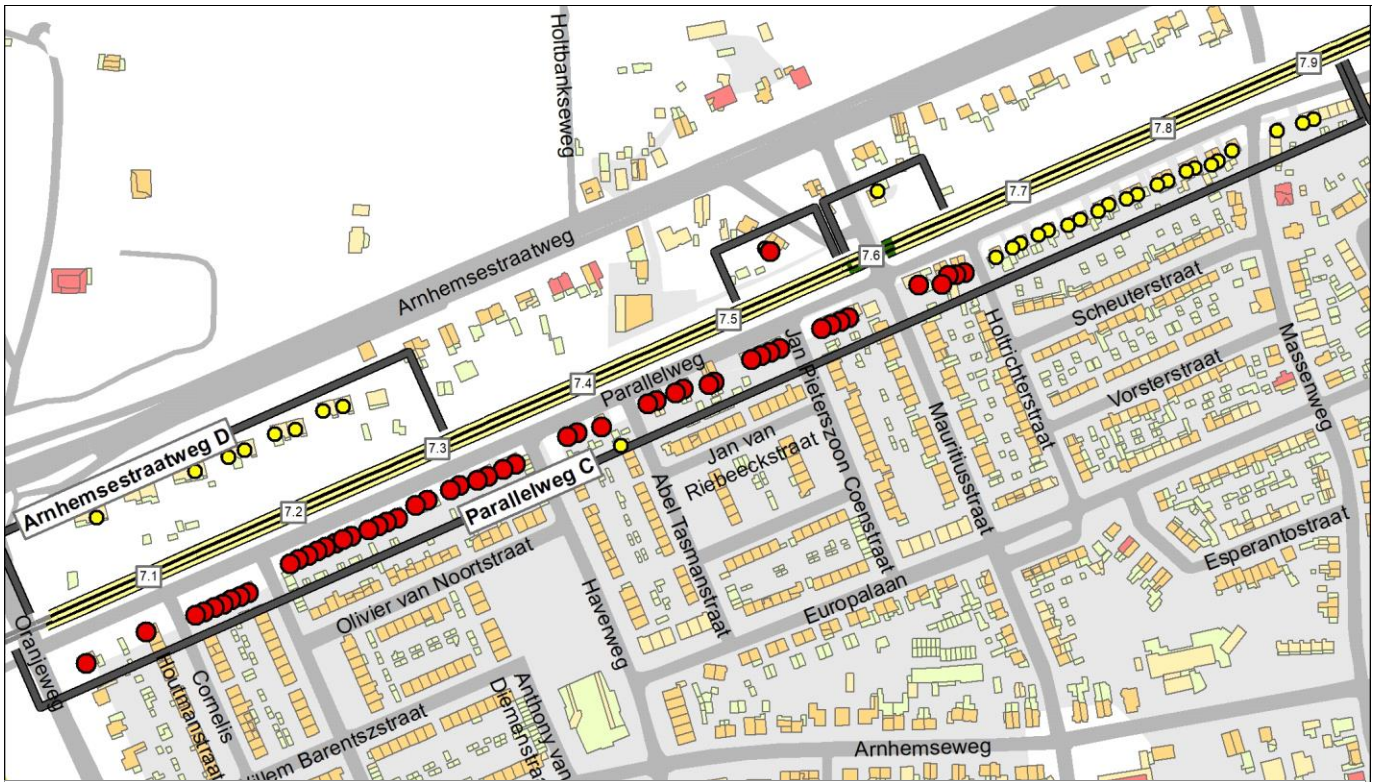 Holtbankseweg
7.9
7.8
7.7
7.6
Arnhemsestraatweg
7.5
Scheuterstraat
Massenweg
Holtrichterstraat
Parallelweg
7.4
Jan Pieterszoon Coenstraat
Vorsterstraat
Mauritiusstraat
Arnhemsestraatweg D
7.3
Jan van
Riebeeckstraat
Parallelweg C
Abel Tasmanstraat
7.2
Esperantostraat
Olivier van Noortstraat
7.1
Europalaan
Haverweg
Oranjeweg
Cornelis
Houtmanstraat
Willem Barentszstraat
Anthony van
Diemenstra
Arnhemseweg